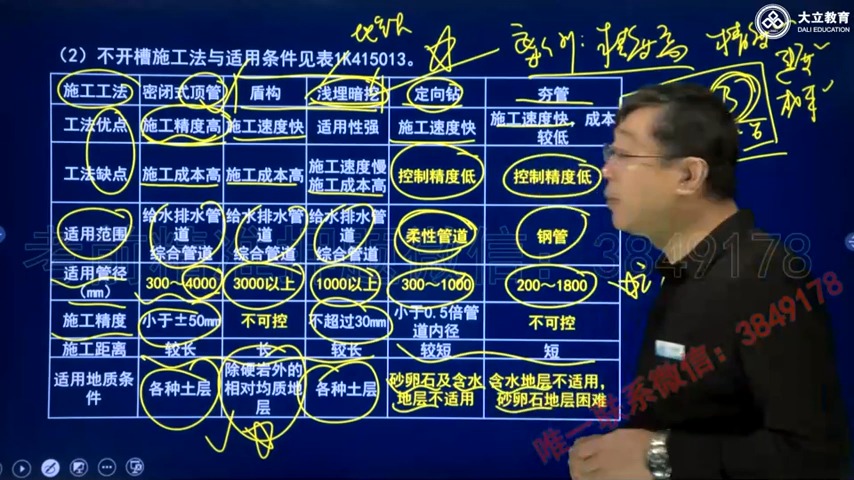 大立教育
DALI EDUCATION
（2）不开槽施工法与适用条件见表1K415013。
施工工法 密闭式顶管 盾构 浅埋暗挖 定向钻 夯管
工法优点 施工精度高 施工速度快 适用性强 施工速度快 施工速度快，成本较低
工法缺点 施工成本高 施工成本高 施工速度慢 施工成本高 控制精度低 控制精度低
适用范围 给水排水管道 综合管道 给水排水管道 综合管道 给水排水管道 综合管道 柔性管道 钢管
适用管径（mm） 300～4000 3000以上 1000以上 300～1000 200～1800
施工精度 小于±50mm 不可控 不超过30mm 小于0.5倍管道内径 不可控
施工距离 较长 长 较长 较短 短
适用地质条件 各种土层 除硬岩外的相对均质地层 各种土层 砂卵石及含水地层不适用 含水地层不适用，砂卵石地层困难
3849178
唯一联系微信：3849178